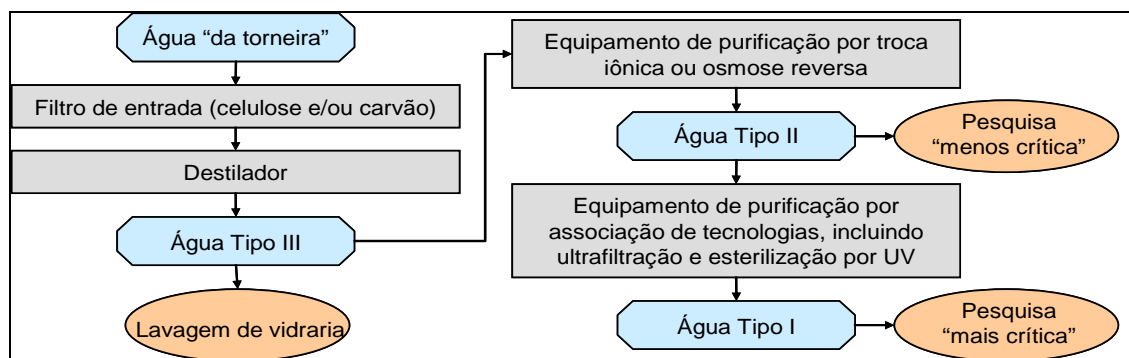 Água “da torneira”
Filtro de entrada (celulose e/ou carvão)
Destilador
Água Tipo III
Lavagem de vidraria
Equipamento de purificação por troca
iônica ou osmose reversa
Água Tipo II
Pesquisa
“menos crítica”
Equipamento de purificação por
associação de tecnologias, incluindo
ultrafiltração e esterilização por UV
Água Tipo I
Pesquisa
“mais crítica”